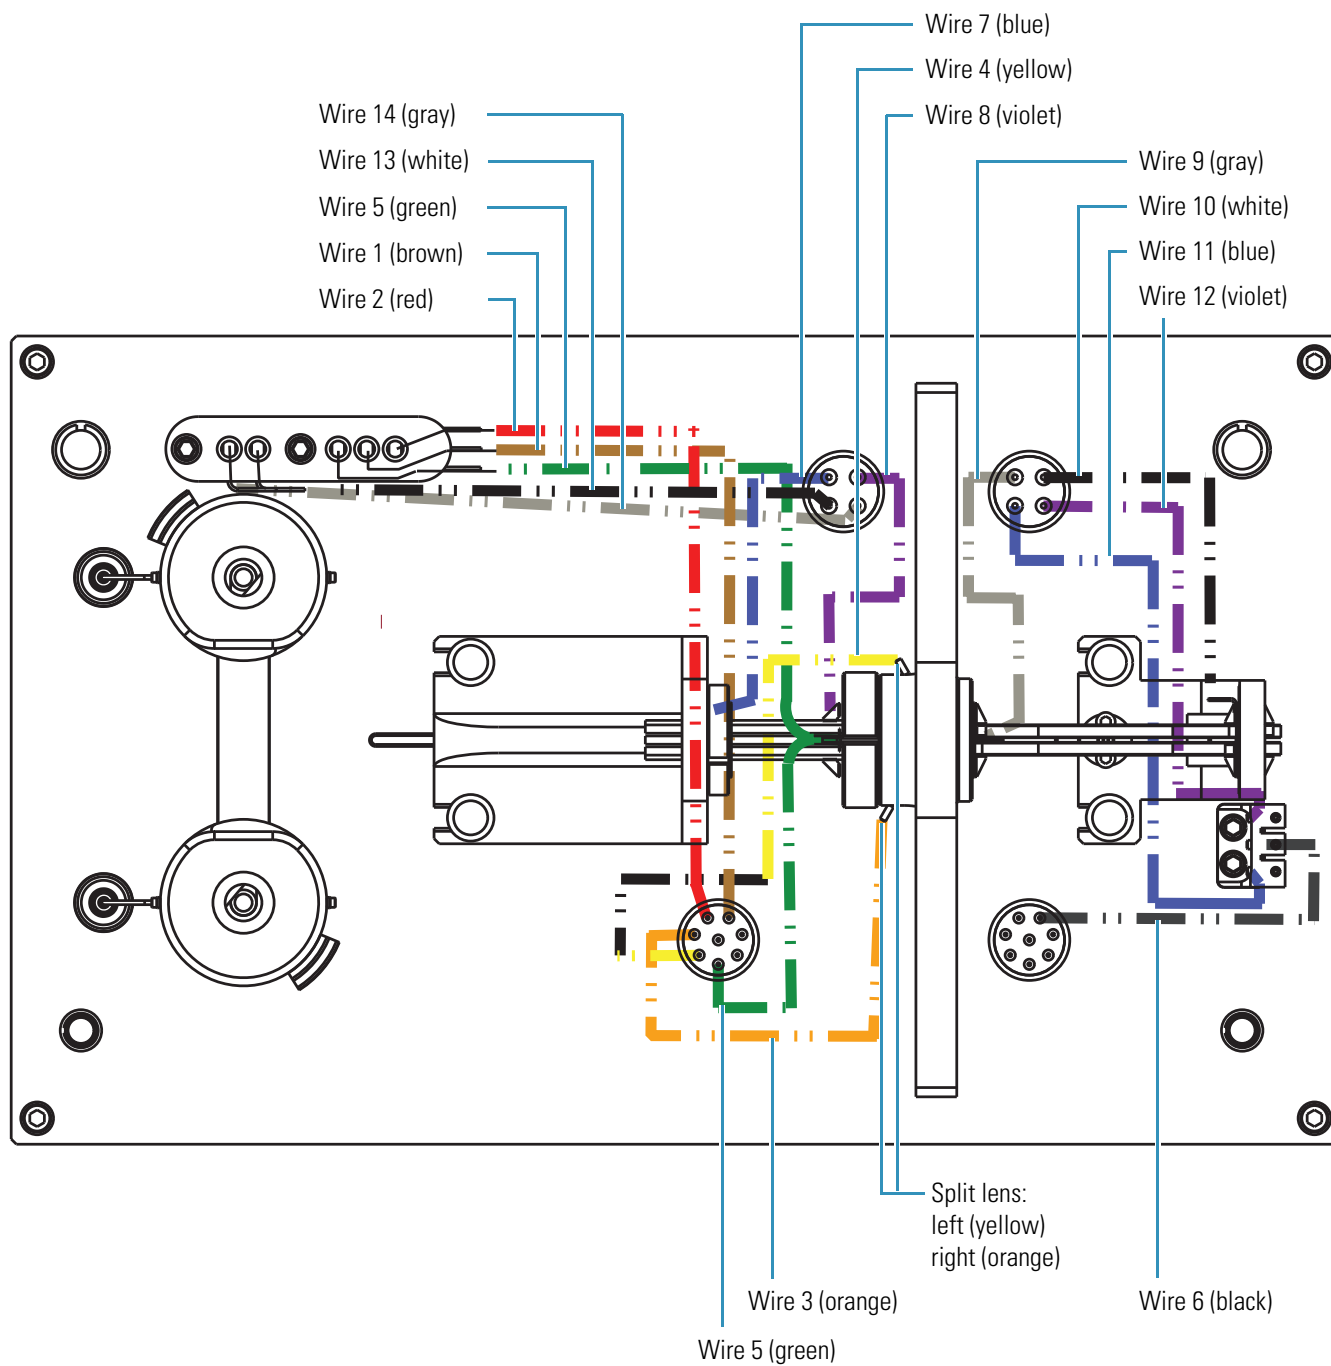 Wire 7 (blue)
Wire 4 (yellow)
Wire 8 (violet)
Wire 14 (gray)
Wire 13 (white)
Wire 5 (green)
Wire 1 (brown)
Wire 2 (red)
Wire 9 (gray)
Wire 10 (white)
Wire 11 (blue)
Wire 12 (violet)
Split lens:
left (yellow)
right (orange)
Wire 3 (orange)
Wire 6 (black)
Wire 5 (green)